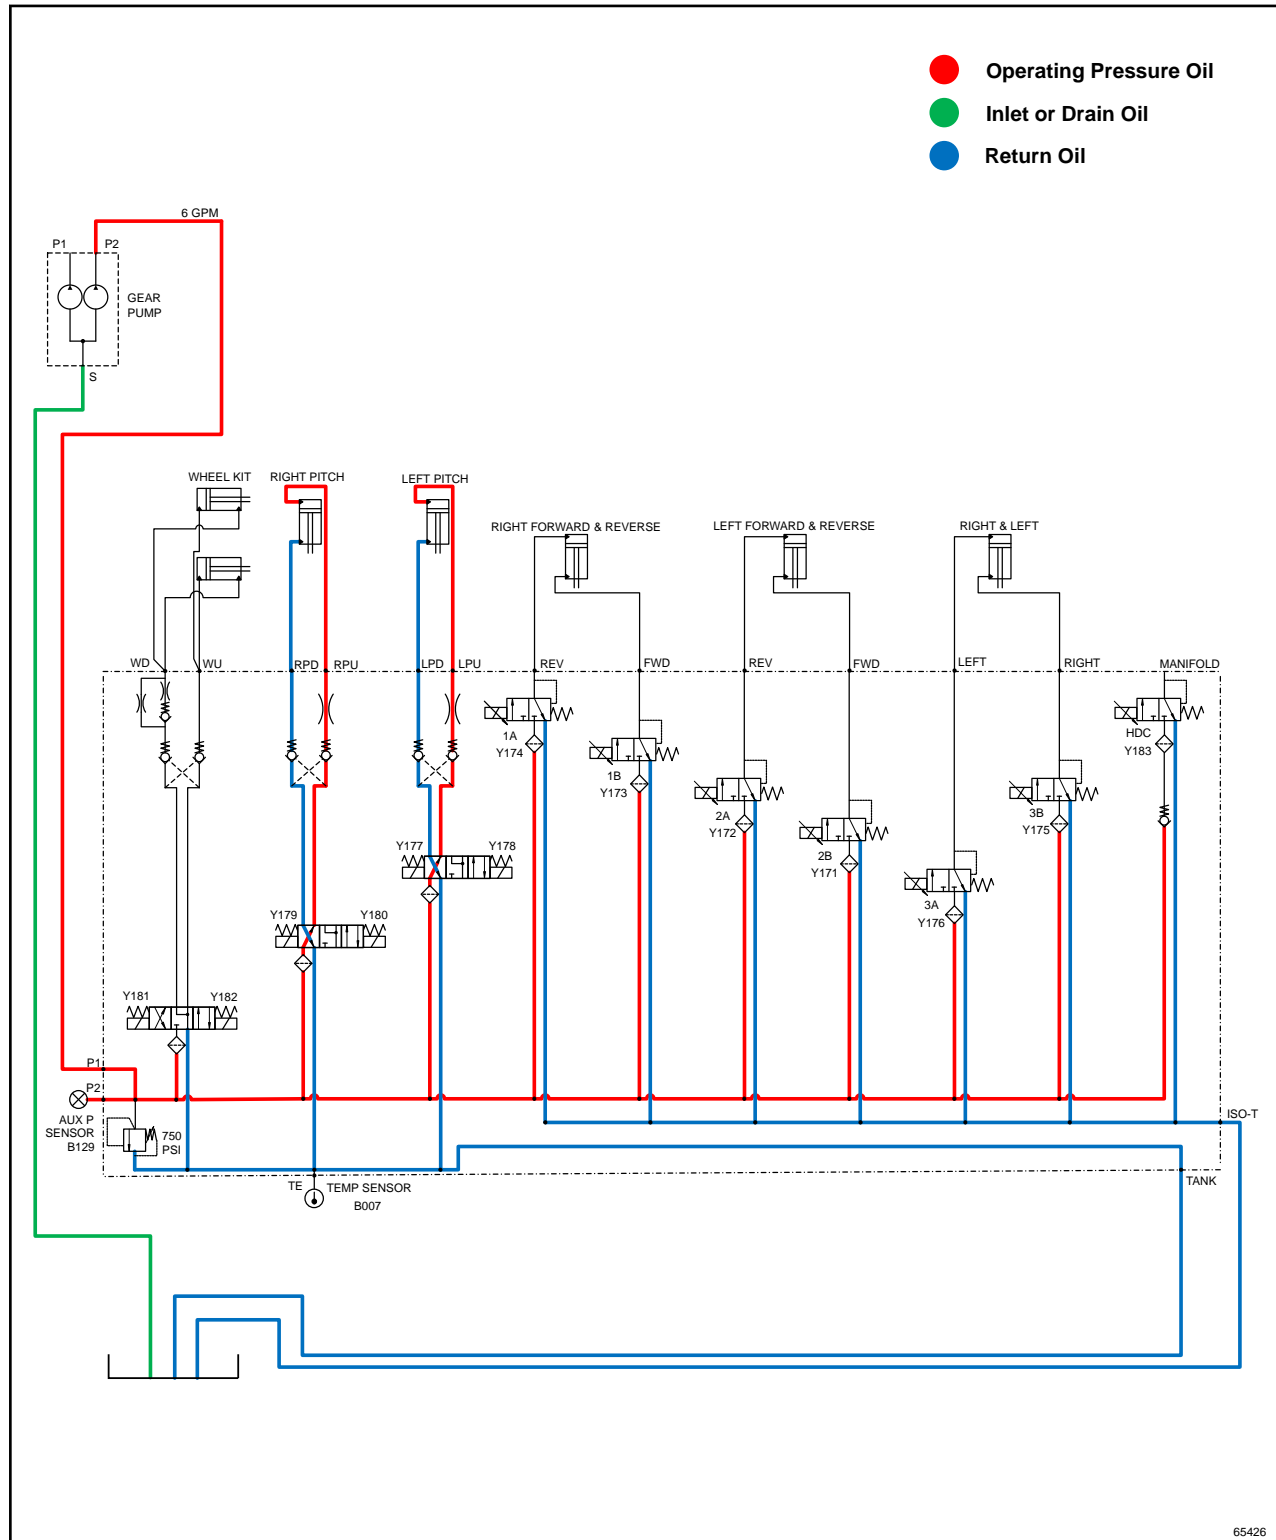 Operating Pressure Oil
Inlet or Drain Oil
Return Oil
6 GPM
P1
P2
GEAR
PUMP
S
WHEEL KIT
RIGHT PITCH
LEFT PITCH
RIGHT FORWARD & REVERSE
LEFT FORWARD & REVERSE
RIGHT & LEFT
WD
WU
RPD
RPU
LPD
LPU
REV
FWD
REV
FWD
LEFT
RIGHT
MANIFOLD
1A
Y174
1B
Y173
2A
Y172
2B
Y171
3A
Y176
3B
Y175
HDC
Y183
Y177
Y178
Y179
Y180
Y181
Y182
P1
P2
AUX P
SENSOR
B129
750
PSI
ISO-T
TE
TEMP SENSOR
B007
TANK
65426